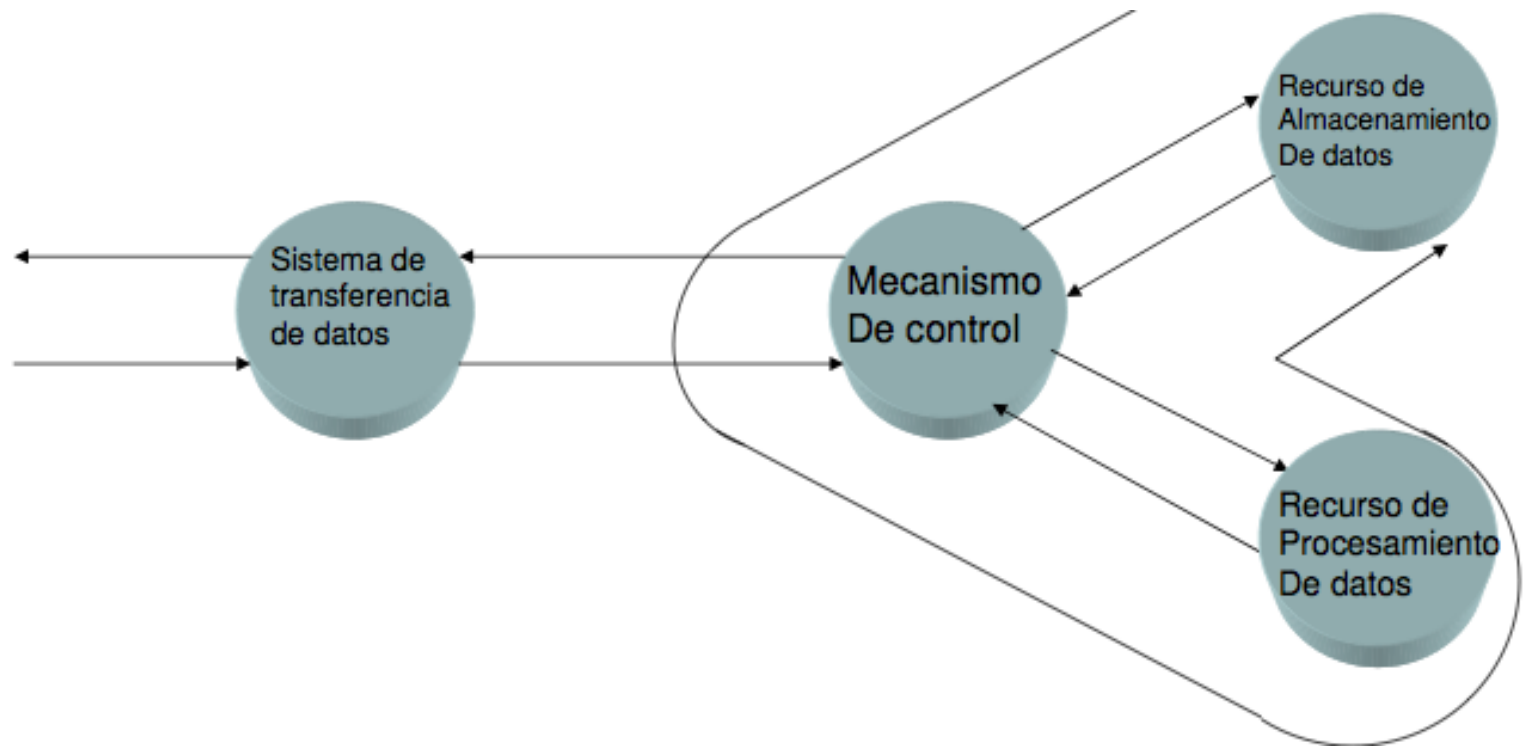 Sistema de
transferencia
de datos
Mecanismo
De control
Recurso de
Almacenamiento
De datos
Recurso de
Procesamiento
De datos